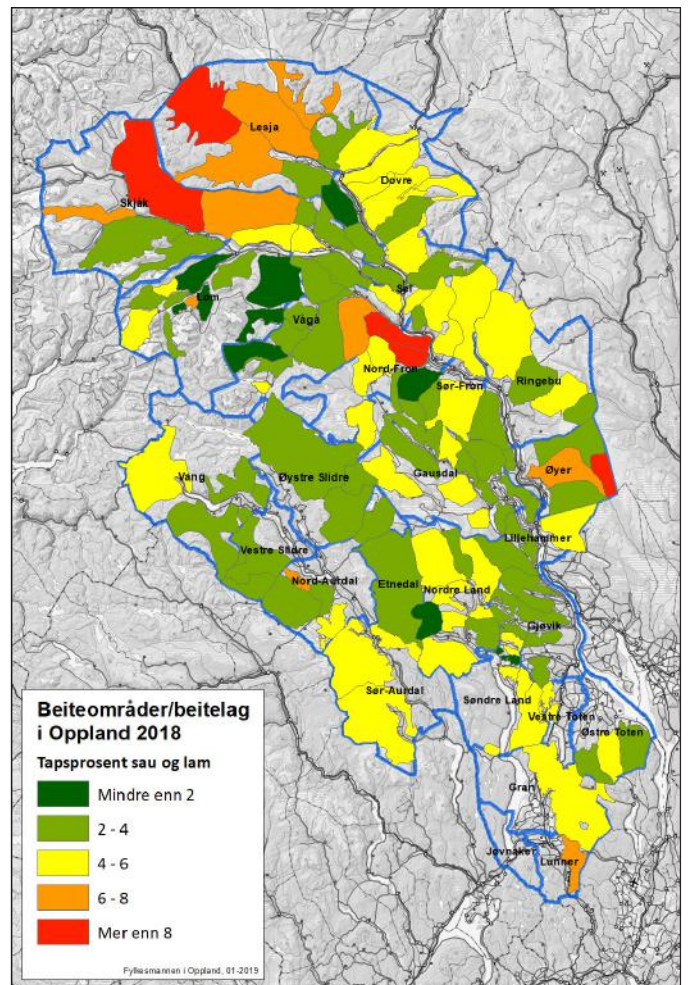 Lesja
Dovre
Skjåk
Lom
Sel
Vågå
Nord-Fron
Sør-Fron
Ringebu
Vang
Øystre Slidre
Gausdal
Øyer
Lillehammer
Vestre Slidre
Nord-Aurdal
Etnedal
Nordre Land
Gjøvik
Sør-Aurdal
Søndre Land
Vestre Toten
Østre Toten
Gran
Jevnaker
Lunner
Beiteområder/beitelag
i Oppland 2018
Tapsprosent sau og lam
Mindre enn 2
2 - 4
4 - 6
6 - 8
Mer enn 8
Fylkesmannen i Oppland, 01-2019